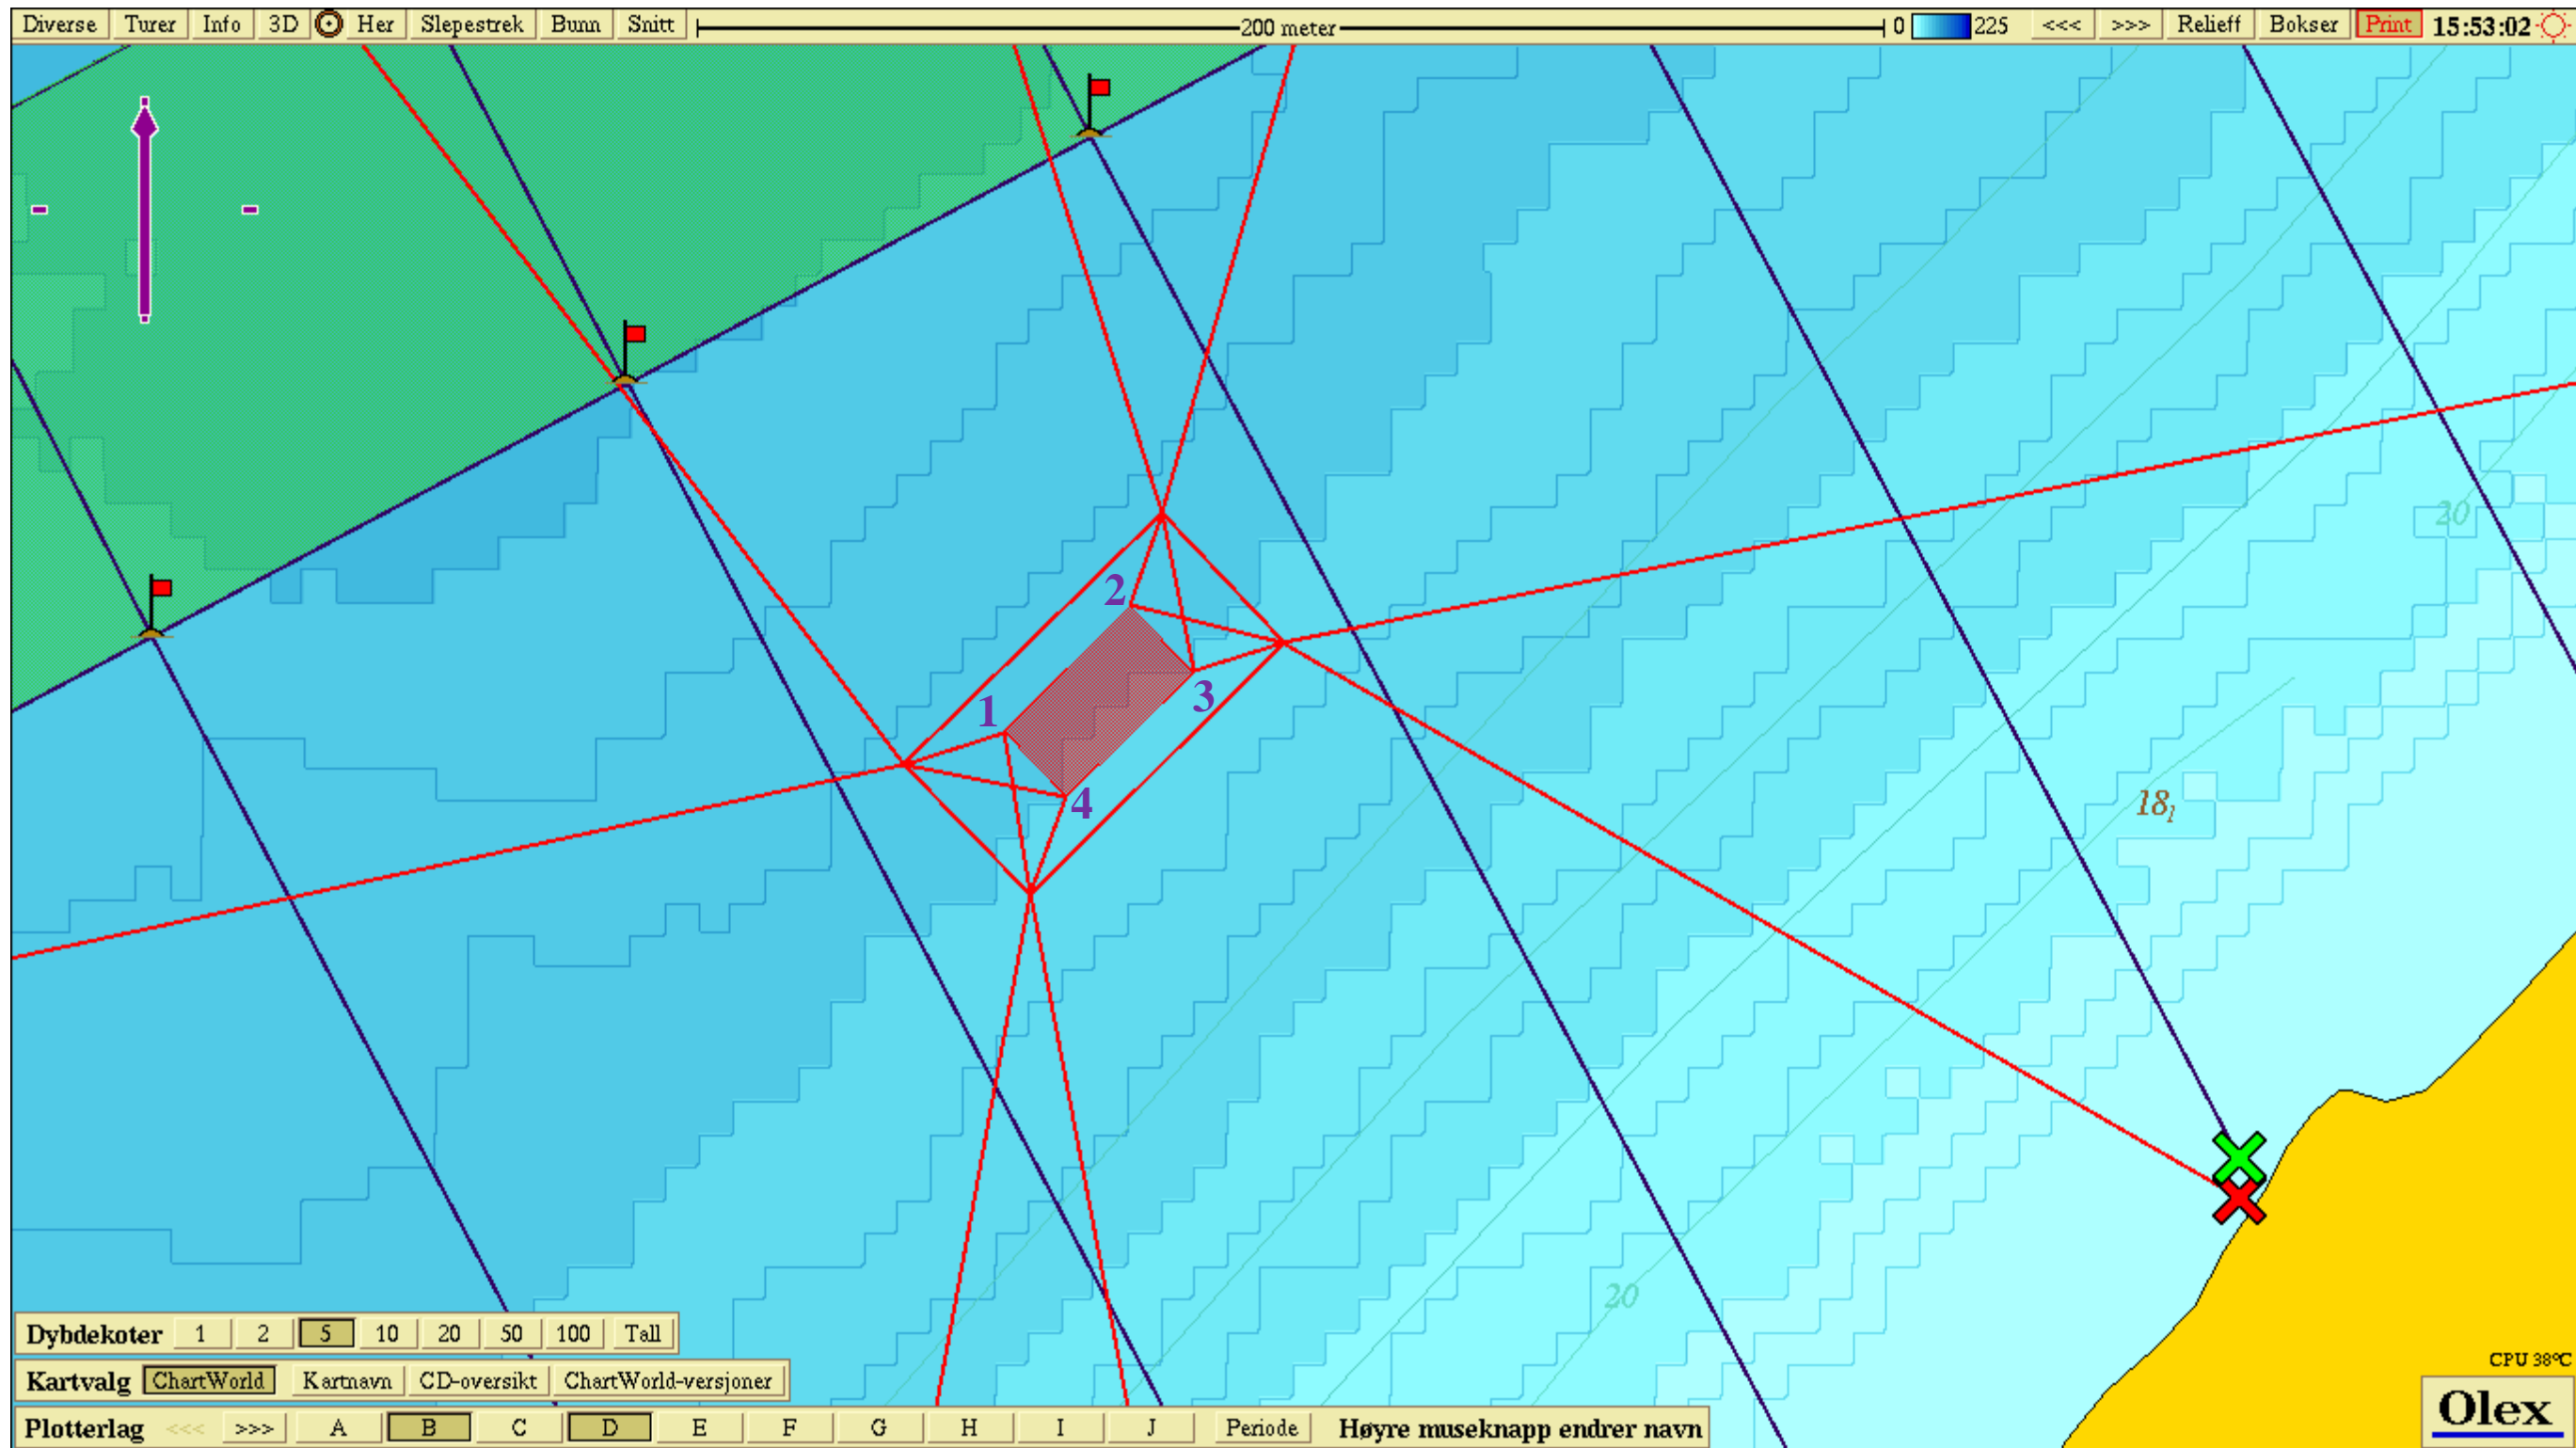 Diverse Turer Info 3D Her Slepestrek Bunn Snitt 200 meter 0 225 <<< >>> Relieff Bokser Print 15:53:02
20
2
3
1
18₁
4
20
Dybdekoter 1 2 5 10 20 50 100 Tall
CPU 38°C
Kartvalg ChartWorld Kartnavn CD-oversikt ChartWorld-versjoner
Olex
Plotterlag <<< >>> A B C D E F G H I J Periode Høyre museknapp endrer navn